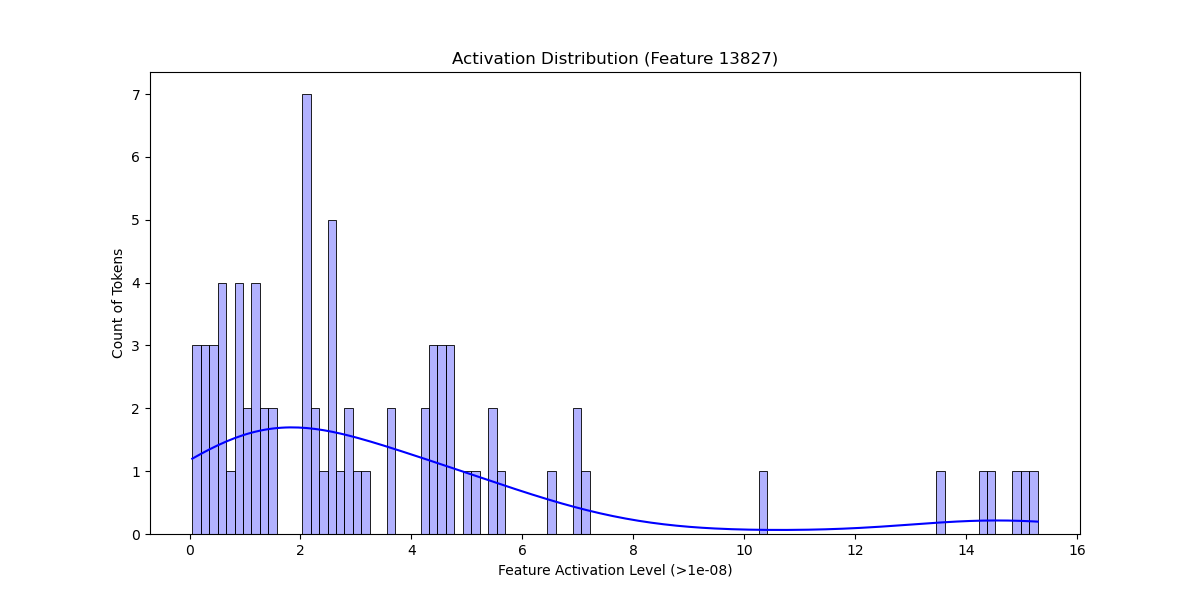 Activation Distribution (Feature 13827)
Count of Tokens
7
6
5
4
3
2
1
0
0 2 4 6 8 10 12 14 16
Feature Activation Level (>1e-08)